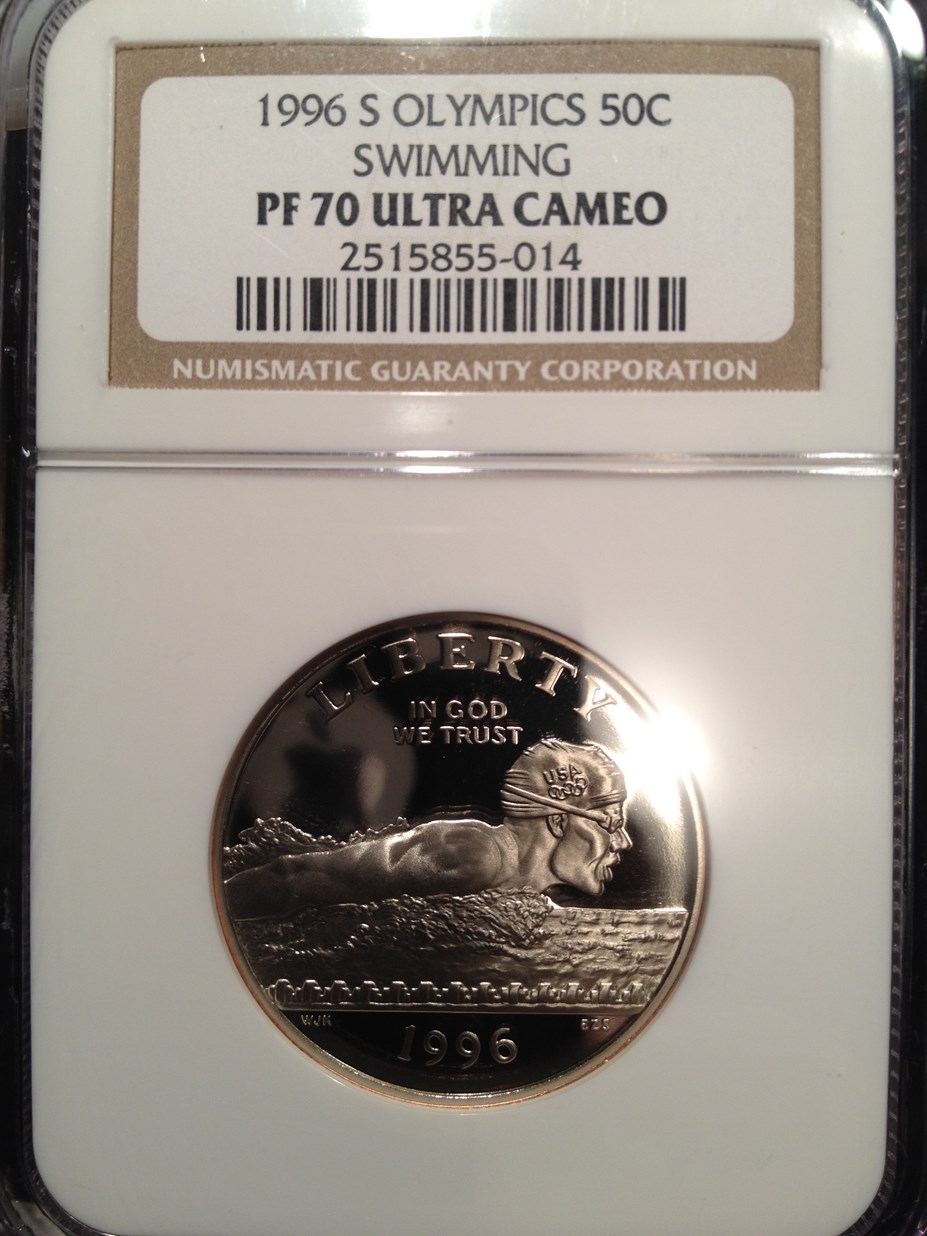 1996 S OLYMPICS 50C
SWIMMING
PF 70 ULTRA CAMEO
2515855-014
NUMISMATIC GUARANTY CORPORATION
LIBERTY
IN GOD
WE TRUST
USA
WJK
1996